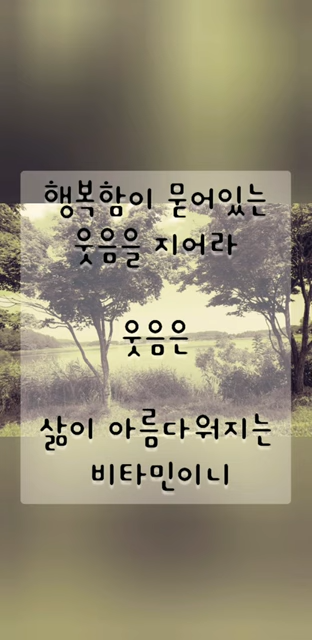 행복함이 묻어있는
웃음을 지어라
웃음은
삶이 아름다워지는
비타민이니